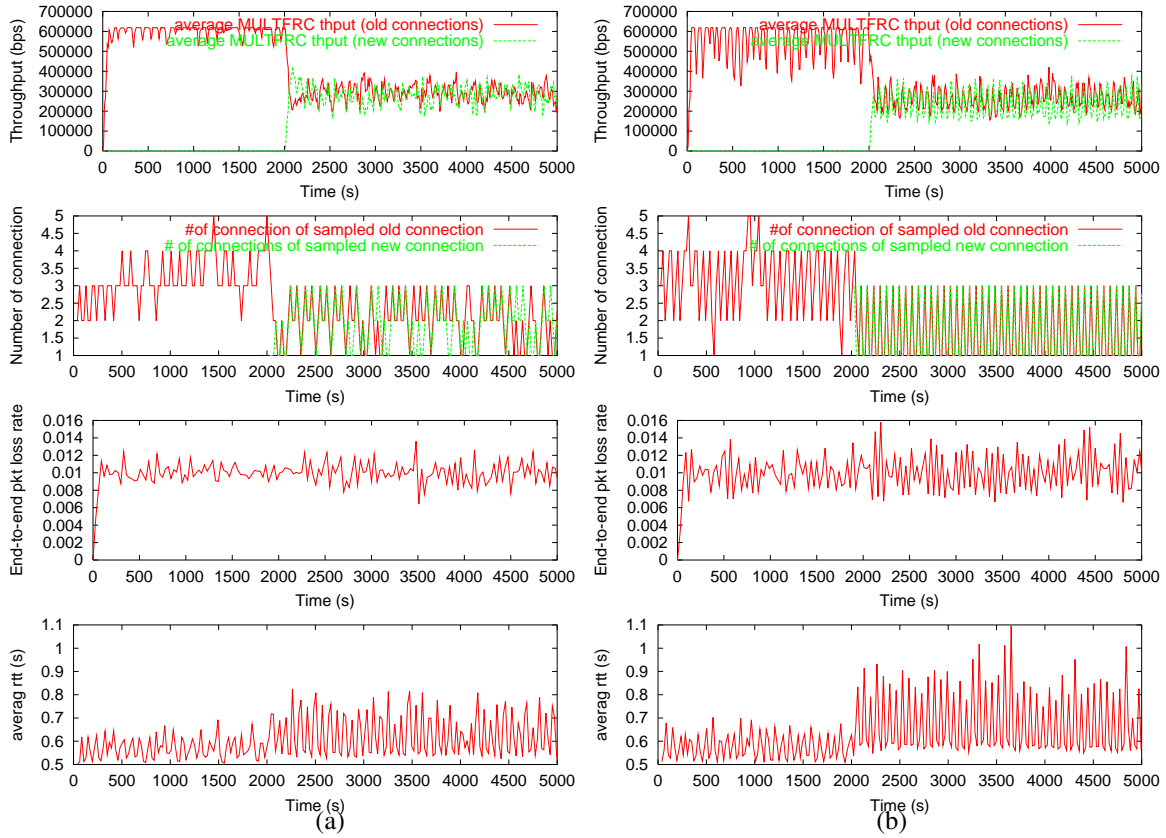 700000
600000
500000
400000
300000
200000
100000
0
Throughput (bps)
average MULTFRC thput (old connections)
average MULTFRC thput (new connections)
0 500 1000 1500 2000 2500 3000 3500 4000 4500 5000
Time (s)
5
4.5
4
3.5
3
2.5
2
1.5
1
Number of connection
#of connection of sampled old connection
# of connections of sampled new connection
0 500 1000 1500 2000 2500 3000 3500 4000 4500 5000
Time (s)
0.016
0.014
0.012
0.01
0.008
0.006
0.004
0.002
0
End-to-end pkt loss rate
0 500 1000 1500 2000 2500 3000 3500 4000 4500 5000
Time (s)
1.1
1
0.9
0.8
0.7
0.6
0.5
averag rtt (s)
0 500 1000 1500 2000 2500 3000 3500 4000 4500 5000
Time (s)
(a)
700000
600000
500000
400000
300000
200000
100000
0
Throughput (bps)
average MULTFRC thput (old connections)
average MULTFRC thput (new connections)
0 500 1000 1500 2000 2500 3000 3500 4000 4500 5000
Time (s)
5
4.5
4
3.5
3
2.5
2
1.5
1
Number of connection
#of connection of sampled old connection
# of connections of sampled new connection
0 500 1000 1500 2000 2500 3000 3500 4000 4500 5000
Time (s)
0.016
0.014
0.012
0.01
0.008
0.006
0.004
0.002
0
End-to-end pkt loss rate
0 500 1000 1500 2000 2500 3000 3500 4000 4500 5000
Time (s)
1.1
1
0.9
0.8
0.7
0.6
0.5
averag rtt (s)
0 500 1000 1500 2000 2500 3000 3500 4000 4500 5000
Time (s)
(b)